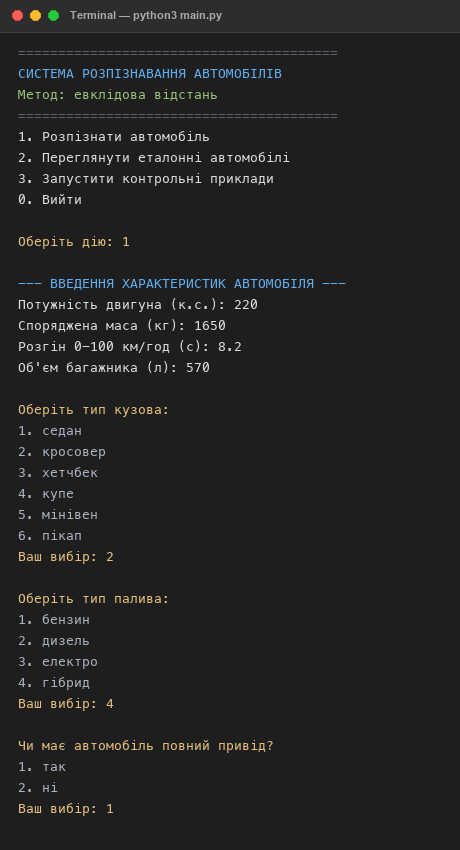 Terminal — python3 main.py
========================================
СИСТЕМА РОЗПІЗНАВАННЯ АВТОМОБІЛІВ
Метод: евклідова відстань
========================================
1. Розпізнати автомобіль
2. Переглянути еталонні автомобілі
3. Запустити контрольні приклади
0. Вийти
Оберіть дію: 1
--- ВВЕДЕННЯ ХАРАКТЕРИСТИК АВТОМОБІЛЯ ---
Потужність двигуна (к.с.): 220
Споряджена маса (кг): 1650
Розгін 0-100 км/год (с): 8.2
Об'єм багажника (л): 570
Оберіть тип кузова:
1. седан
2. кросовер
3. хетчбек
4. купе
5. мінівен
6. пікап
Ваш вибір: 2
Оберіть тип палива:
1. бензин
2. дизель
3. електро
4. гібрид
Ваш вибір: 4
Чи має автомобіль повний привід?
1. так
2. ні
Ваш вибір: 1